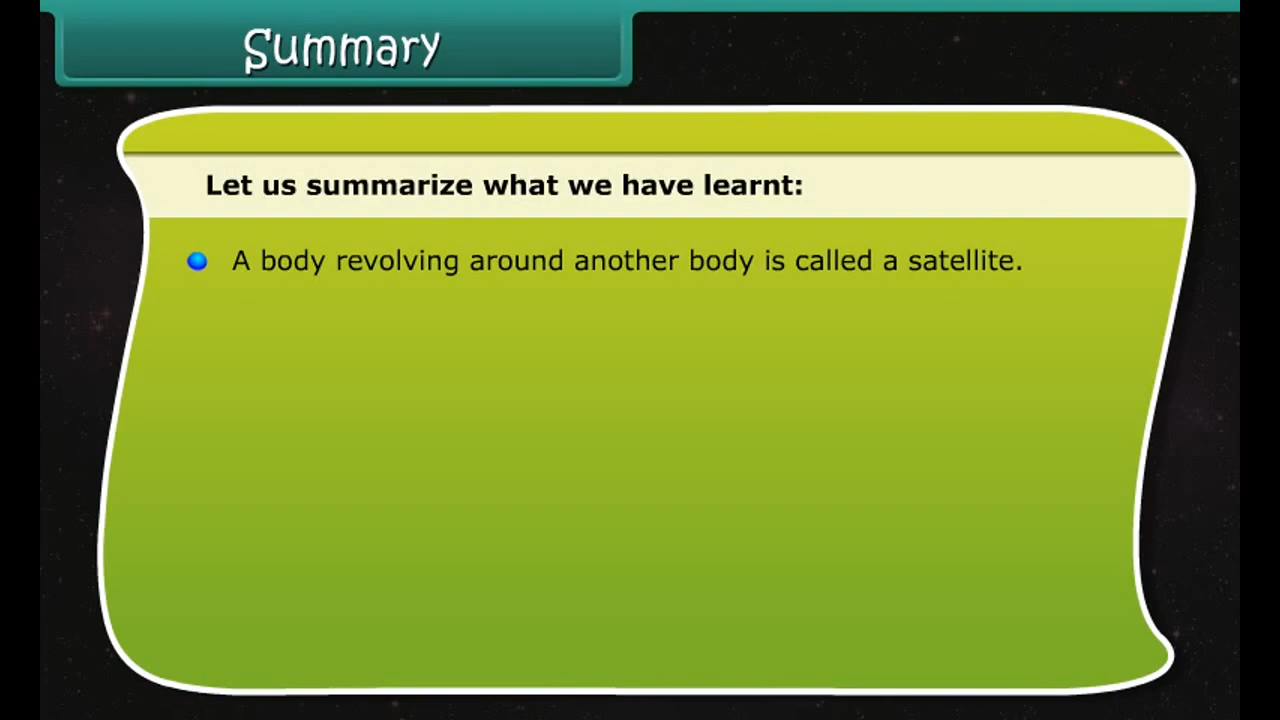 Summary
Let us summarize what we have learnt:
A body revolving around another body is called a satellite.